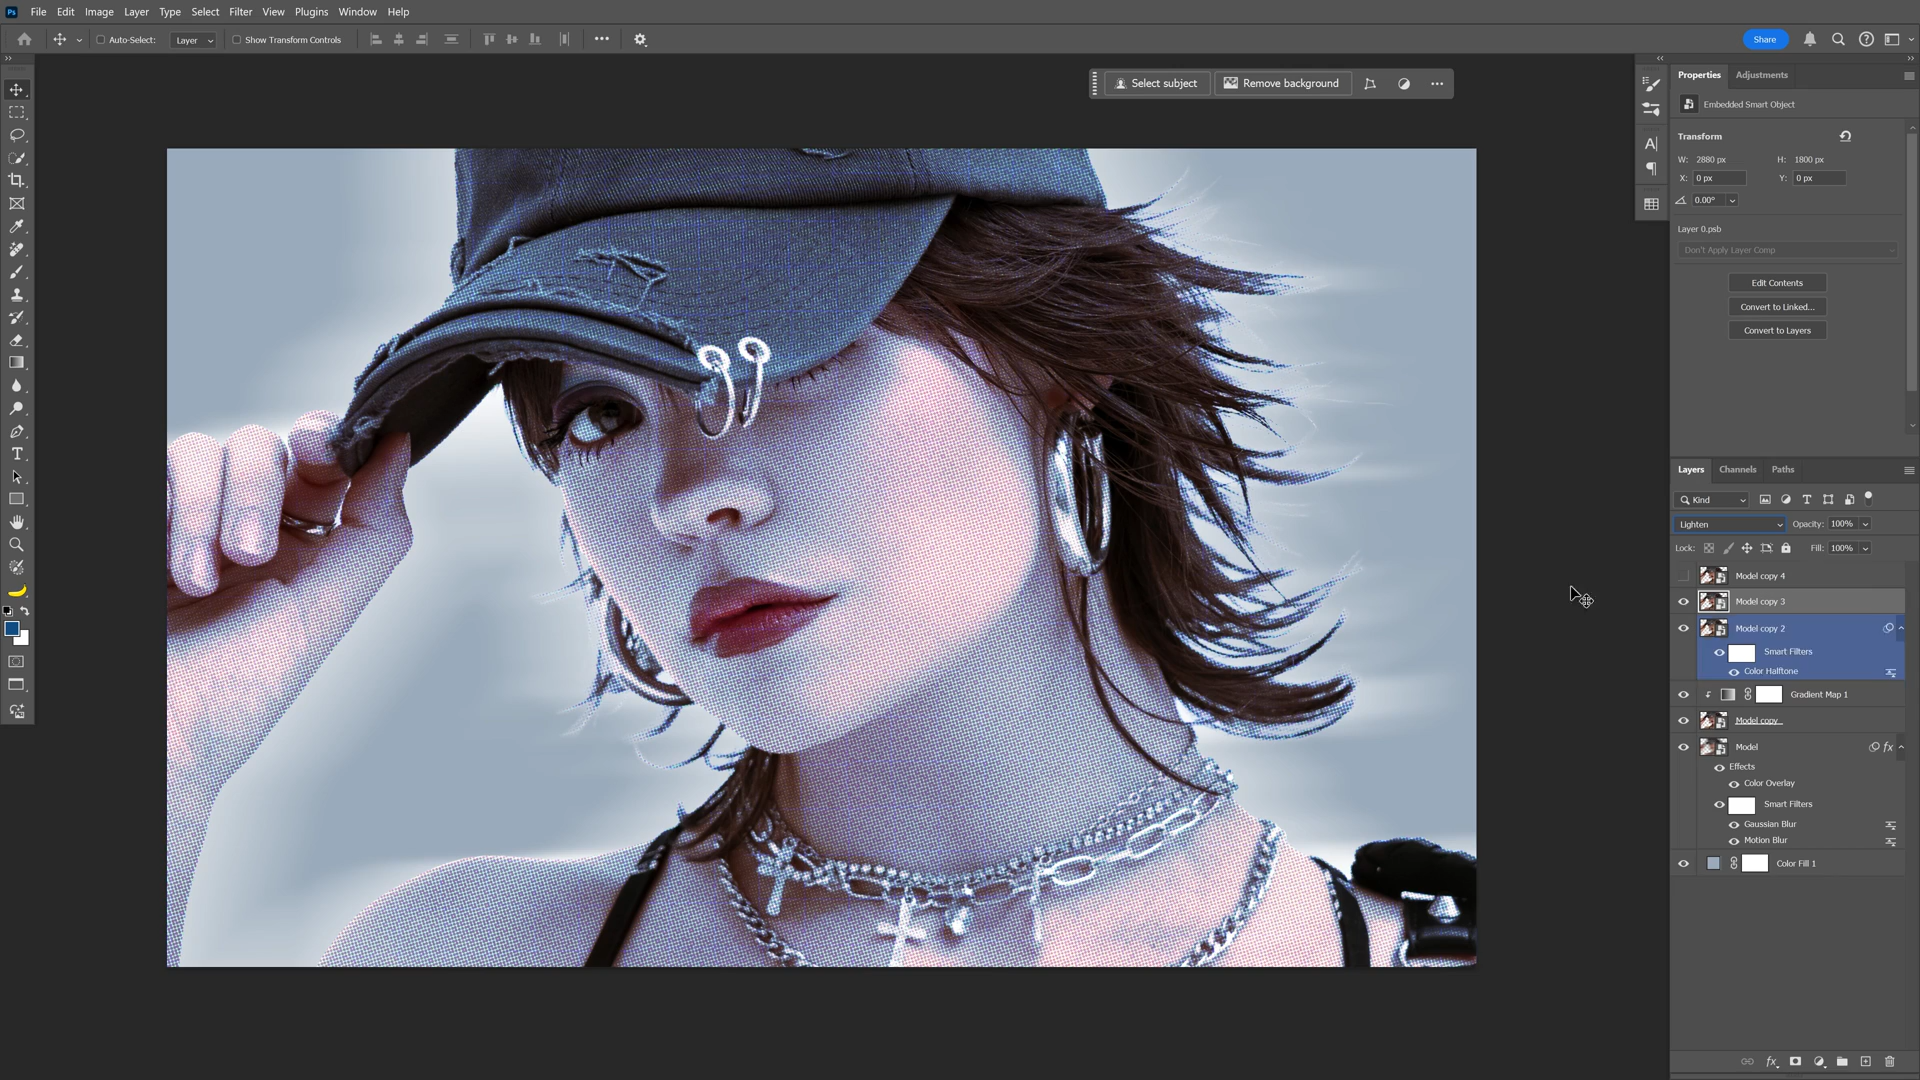 Ps File Edit Image Layer Type Select Filter View Plugins Window Help
Auto-Select: Layer Show Transform Controls Share
Select subject Remove background
Properties Adjustments
Embedded Smart Object
Transform
W: 2880 px H: 1800 px
X: 0 px Y: 0 px
0.00°
Layer 0.psb
Don't Apply Layer Comp
Edit Contents
Convert to Linked...
Convert to Layers
Layers Channels Paths
Kind
Lighten Opacity: 100%
Lock: Fill: 100%
Model copy 4
Model copy 3
Model copy 2
Smart Filters
Color Halftone
Gradient Map 1
Model copy
Model fx
Effects
Color Overlay
Smart Filters
Gaussian Blur
Motion Blur
Color Fill 1
fx